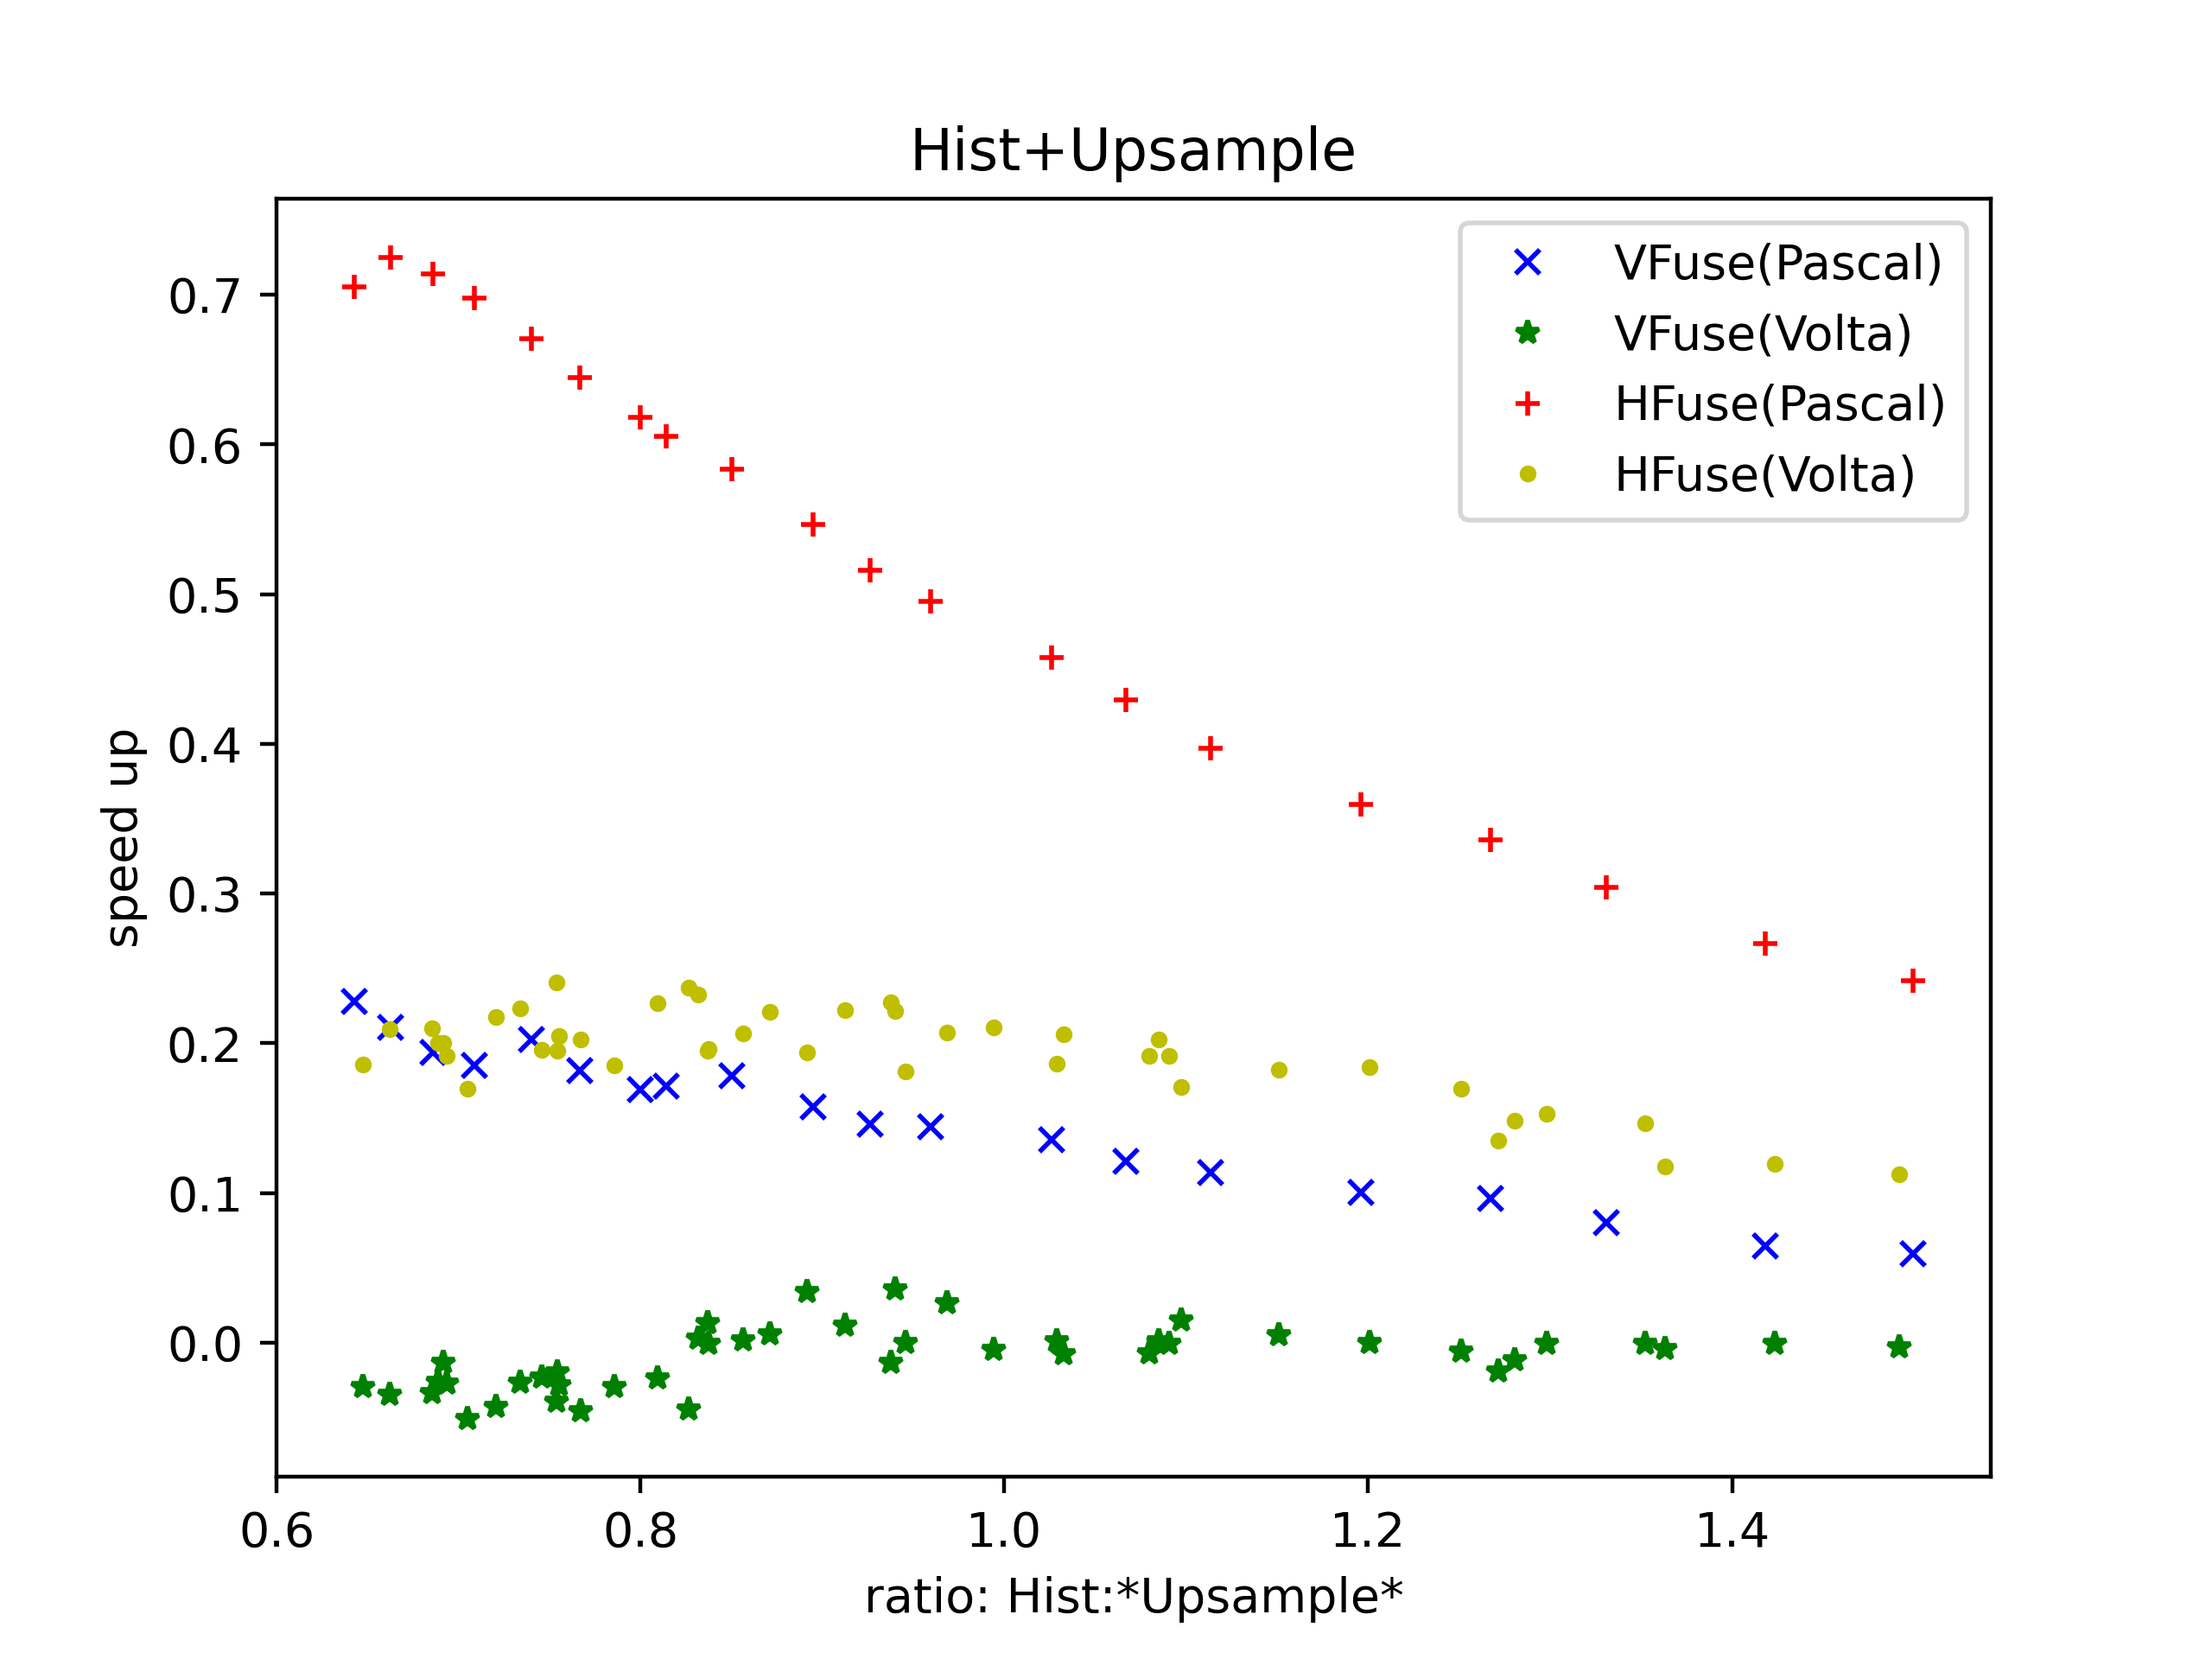 Hist+Upsample
VFuse(Pascal)
VFuse(Volta)
HFuse(Pascal)
HFuse(Volta)
speed up
0.7
0.6
0.5
0.4
0.3
0.2
0.1
0.0
0.6 0.8 1.0 1.2 1.4
ratio: Hist:*Upsample*